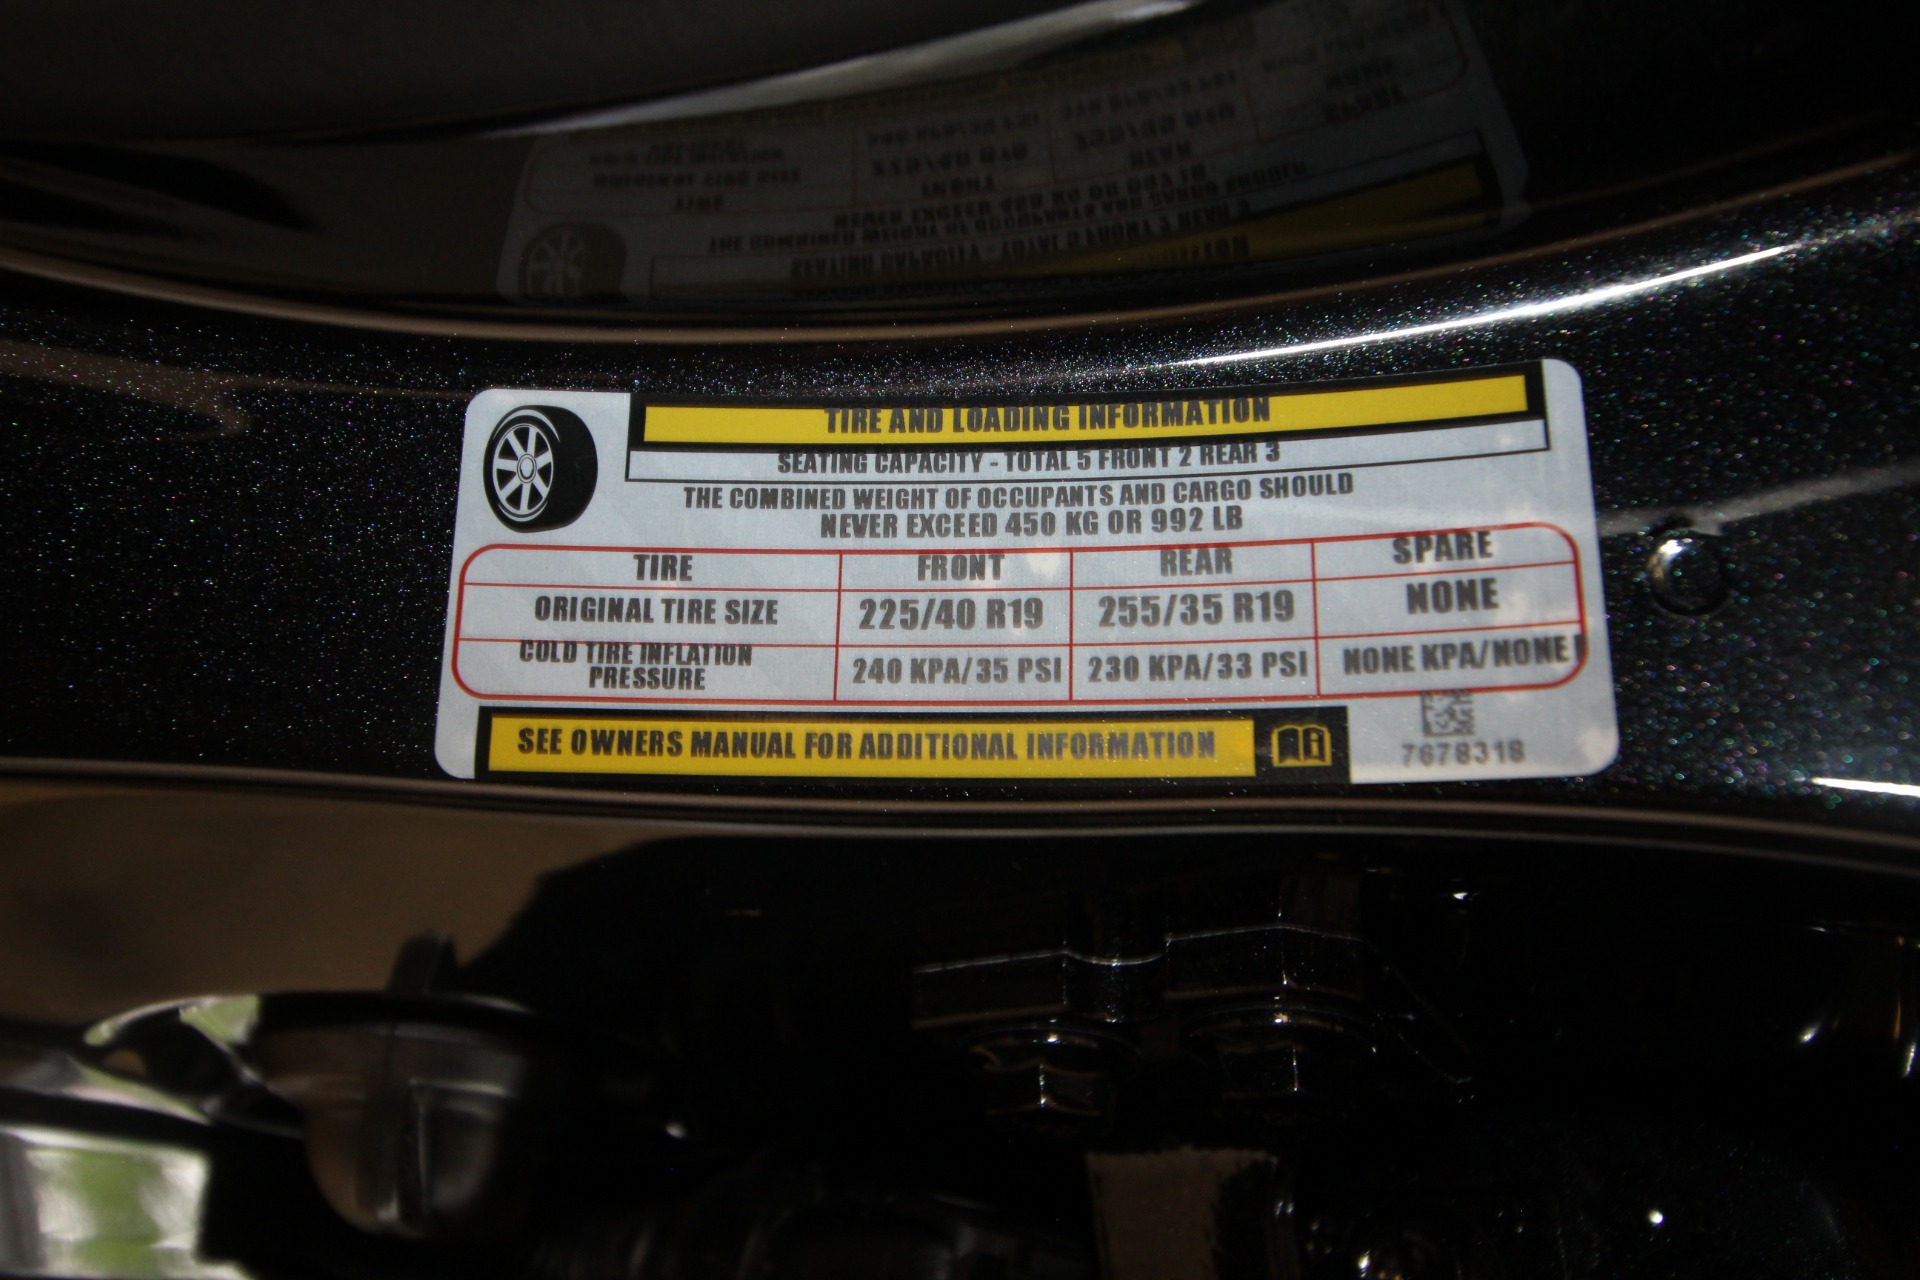 TIRE AND LOADING INFORMATION
SEATING CAPACITY - TOTAL 5 FRONT 2 REAR 3
THE COMBINED WEIGHT OF OCCUPANTS AND CARGO SHOULD
NEVER EXCEED 450 KG OR 992 LB
TIRE FRONT REAR SPARE
ORIGINAL TIRE SIZE 225/40 R19 255/35 R19 NONE
COLD TIRE INFLATION
PRESSURE 240 KPA/35 PSI 230 KPA/33 PSI NONE KPA/NONE
SEE OWNERS MANUAL FOR ADDITIONAL INFORMATION
7678318